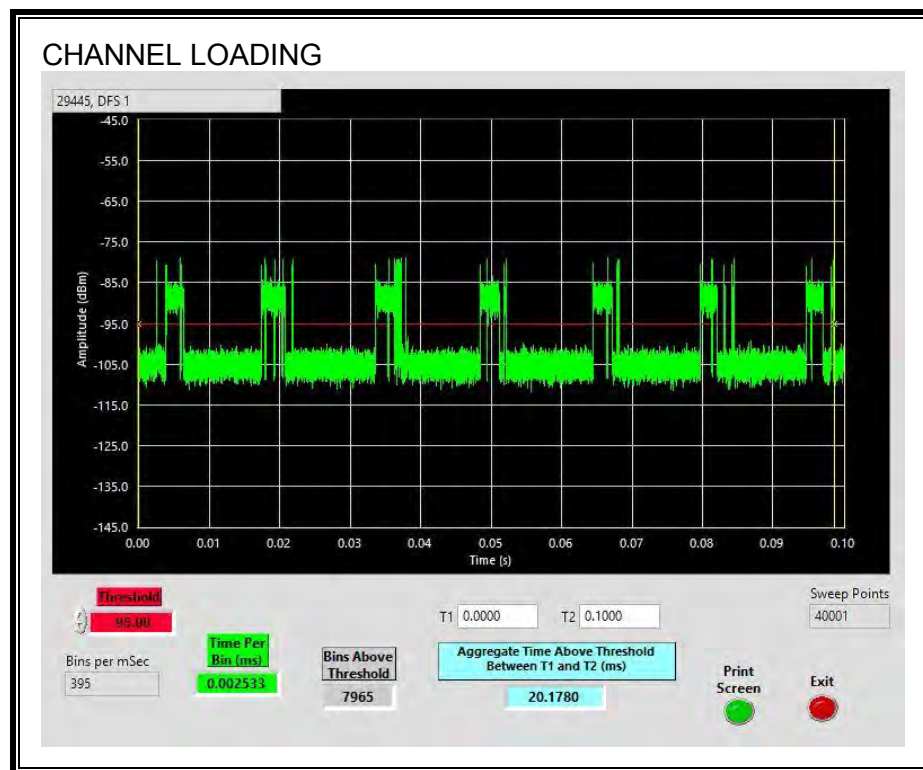 CHANNEL LOADING
29445, DFS 1
-45.0
-55.0
-65.0
-75.0
-85.0
-95.0
-105.0
-115.0
-125.0
-135.0
-145.0
Amplitude (dBm)
0.00 0.01 0.02 0.03 0.04 0.05 0.06 0.07 0.08 0.09 0.10
Time (s)
Threshold
-95.00
Bins per mSec
395
Time Per
Bin (ms)
0.002533
Bins Above
Threshold
7965
T1 0.0000 T2 0.1000
Aggregate Time Above Threshold
Between T1 and T2 (ms)
20.1780
Sweep Points
40001
Print
Screen
Exit